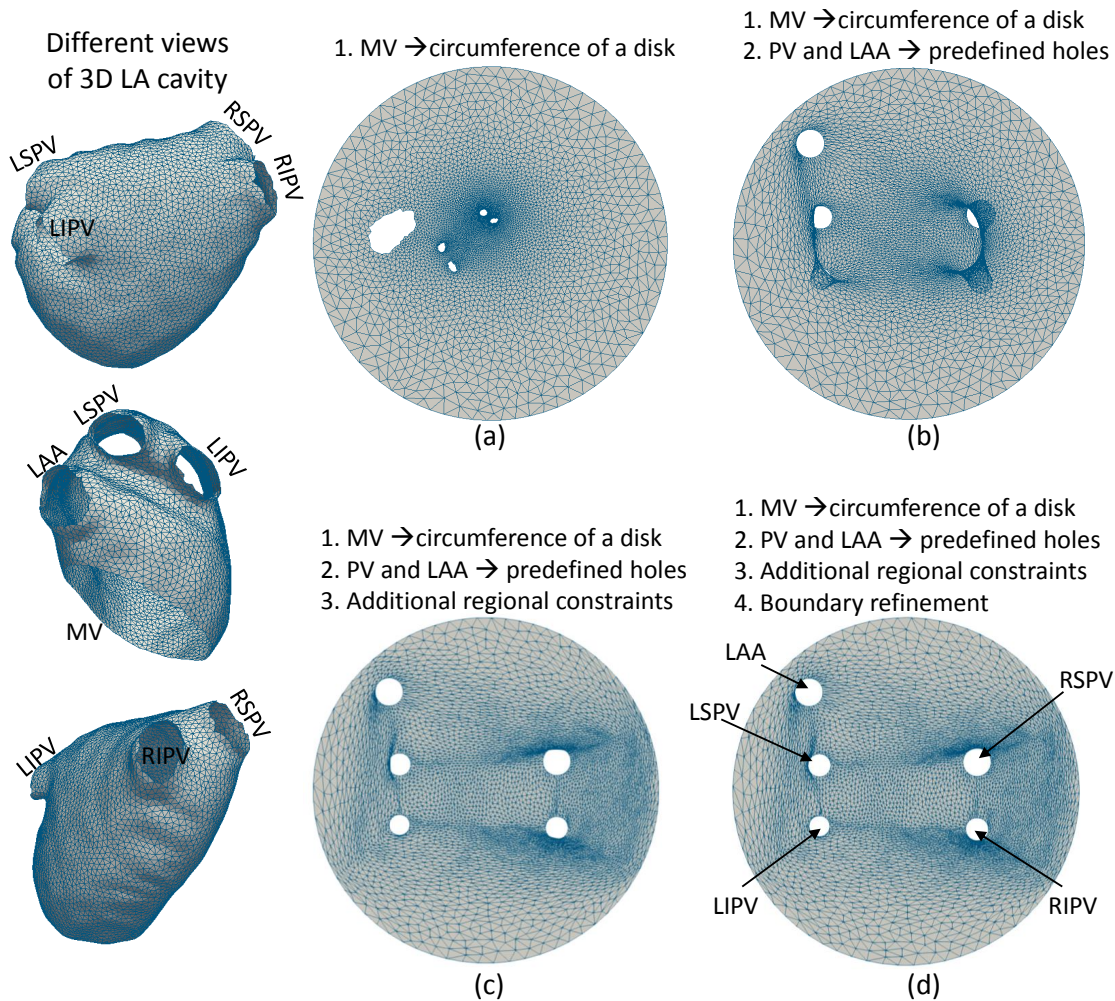 Different views
of 3D LA cavity
LSPV
RSPV
RIPV
LIPV
LSPV
LAA
LIPV
MV
LIPV
RIPV
RSPV
1. MV →circumference of a disk
(a)
1. MV →circumference of a disk
2. PV and LAA → predefined holes
(b)
1. MV →circumference of a disk
2. PV and LAA → predefined holes
3. Additional regional constraints
(c)
1. MV →circumference of a disk
2. PV and LAA → predefined holes
3. Additional regional constraints
4. Boundary refinement
LAA
RSPV
LSPV
LIPV
RIPV
(d)